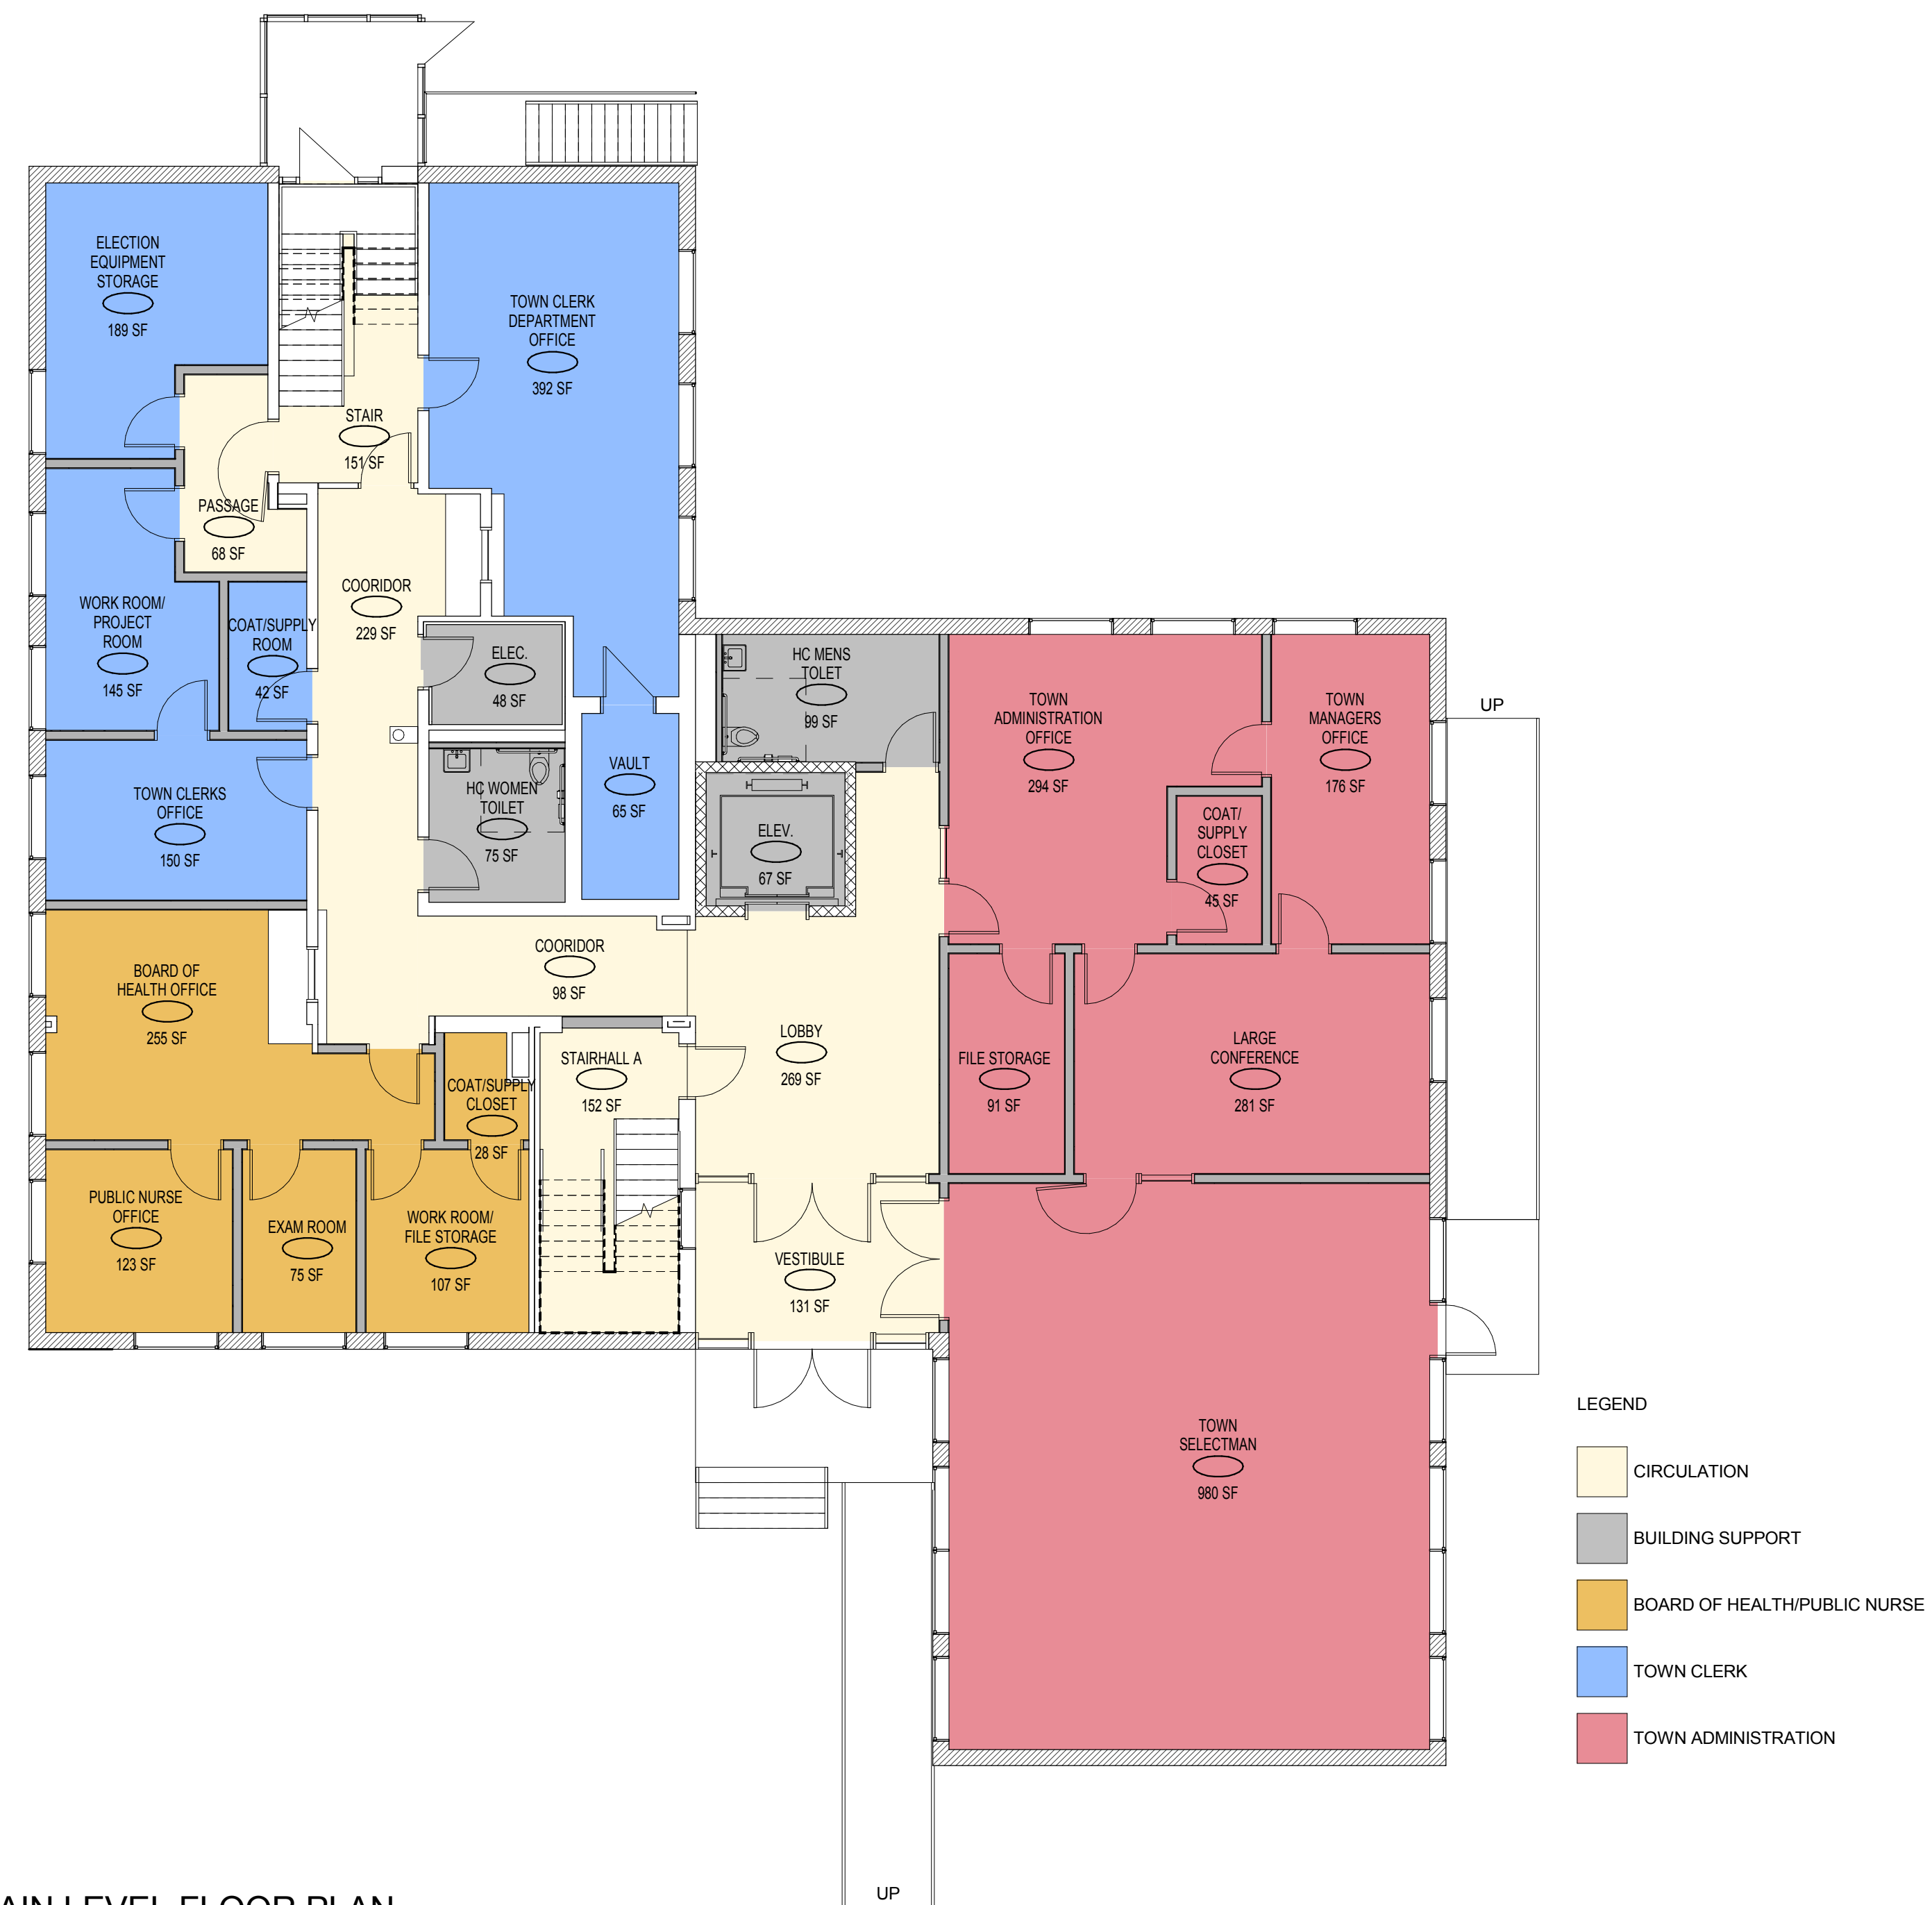 ELECTION
EQUIPMENT
STORAGE
189 SF
TOWN CLERK
DEPARTMENT
OFFICE
392 SF
STAIR
151 SF
PASSAGE
68 SF
COORIDOR
229 SF
WORK ROOM/
PROJECT
ROOM
145 SF
COAT/SUPPLY
ROOM
42 SF
ELEC.
48 SF
HC MENS
TOLET
99 SF
TOWN
ADMINISTRATION
OFFICE
294 SF
TOWN
MANAGERS
OFFICE
176 SF
UP
TOWN CLERKS
OFFICE
150 SF
HC WOMEN
TOILET
75 SF
VAULT
65 SF
ELEV.
67 SF
COAT/
SUPPLY
CLOSET
45 SF
BOARD OF
HEALTH OFFICE
255 SF
COORIDOR
98 SF
LOBBY
269 SF
COAT/SUPPLY
CLOSET
28 SF
STAIRHALL A
152 SF
FILE STORAGE
91 SF
LARGE
CONFERENCE
281 SF
PUBLIC NURSE
OFFICE
123 SF
EXAM ROOM
75 SF
WORK ROOM/
FILE STORAGE
107 SF
VESTIBULE
131 SF
TOWN
SELECTMAN
980 SF
LEGEND
CIRCULATION
BUILDING SUPPORT
BOARD OF HEALTH/PUBLIC NURSE
TOWN CLERK
TOWN ADMINISTRATION
UP
AIN LEVEL FLOOR PLAN